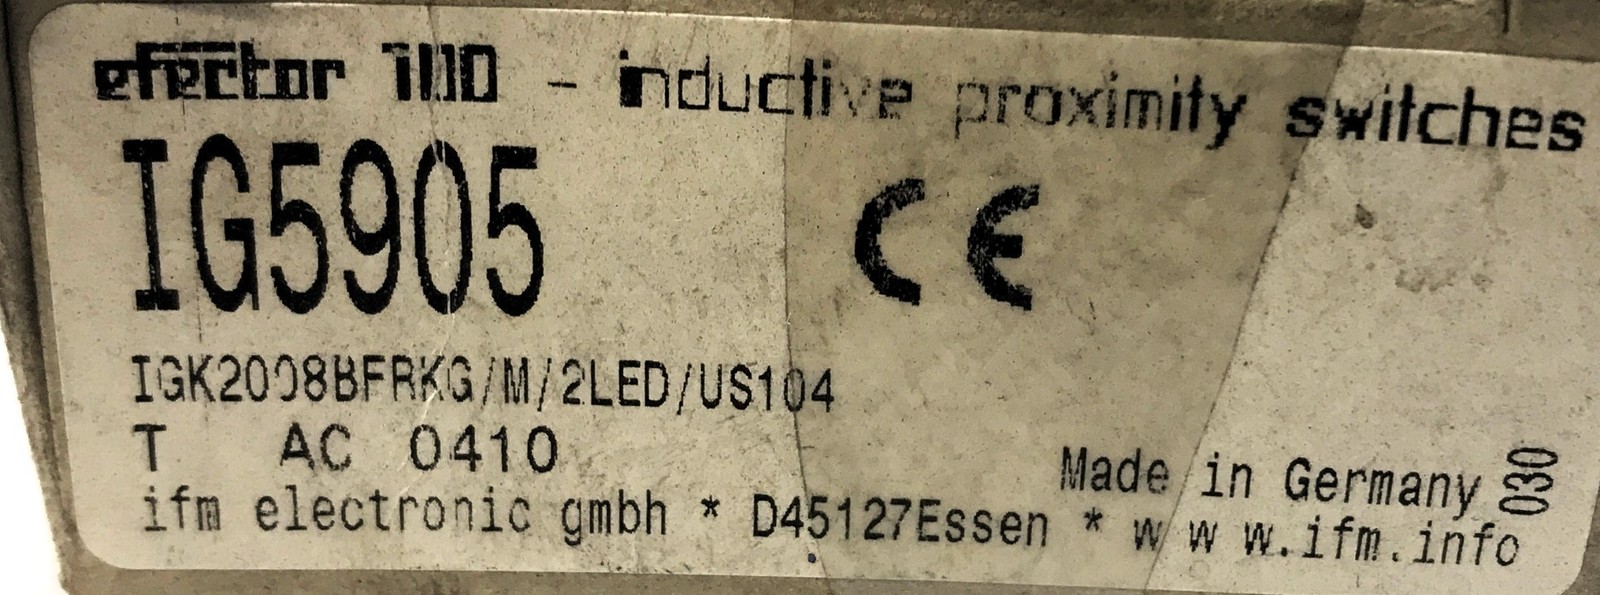 efector 100 - inductive proximity switches
IG5905
CE
IGK2008BFRKG/M/2LED/US104
T AC 0410
Made in Germany 030
ifm electronic gmbh * D45127Essen * w w w.ifm.info